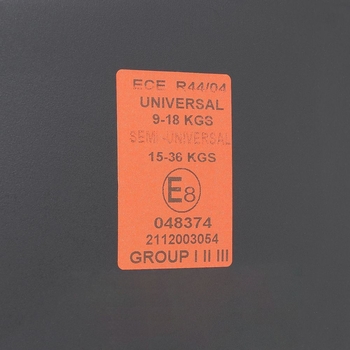 ECE R44/04
UNIVERSAL
9-18 KGS
SEMI-UNIVERSAL
15-36 KGS
E8
048374
2112003054
GROUP I II III